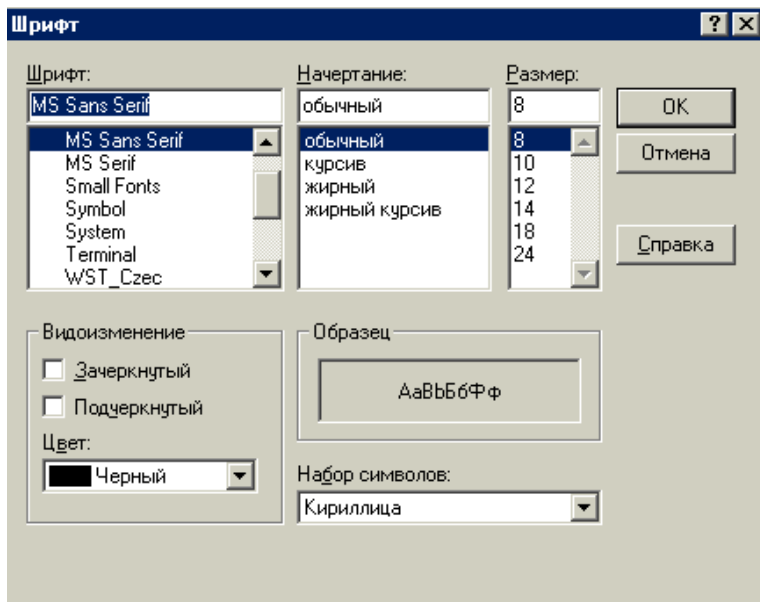 Шрифт
Шрифт:
MS Sans Serif
MS Sans Serif
MS Serif
Small Fonts
Symbol
System
Terminal
WST_Czec
Начертание:
обычный
обычный
курсив
жирный
жирный курсив
Размер:
8
8
10
12
14
18
24
OK
Отмена
Справка
Видоизменение
Зачеркнутый
Подчеркнутый
Цвет:
Черный
Образец
АаВЬБбФф
Набор символов:
Кириллица